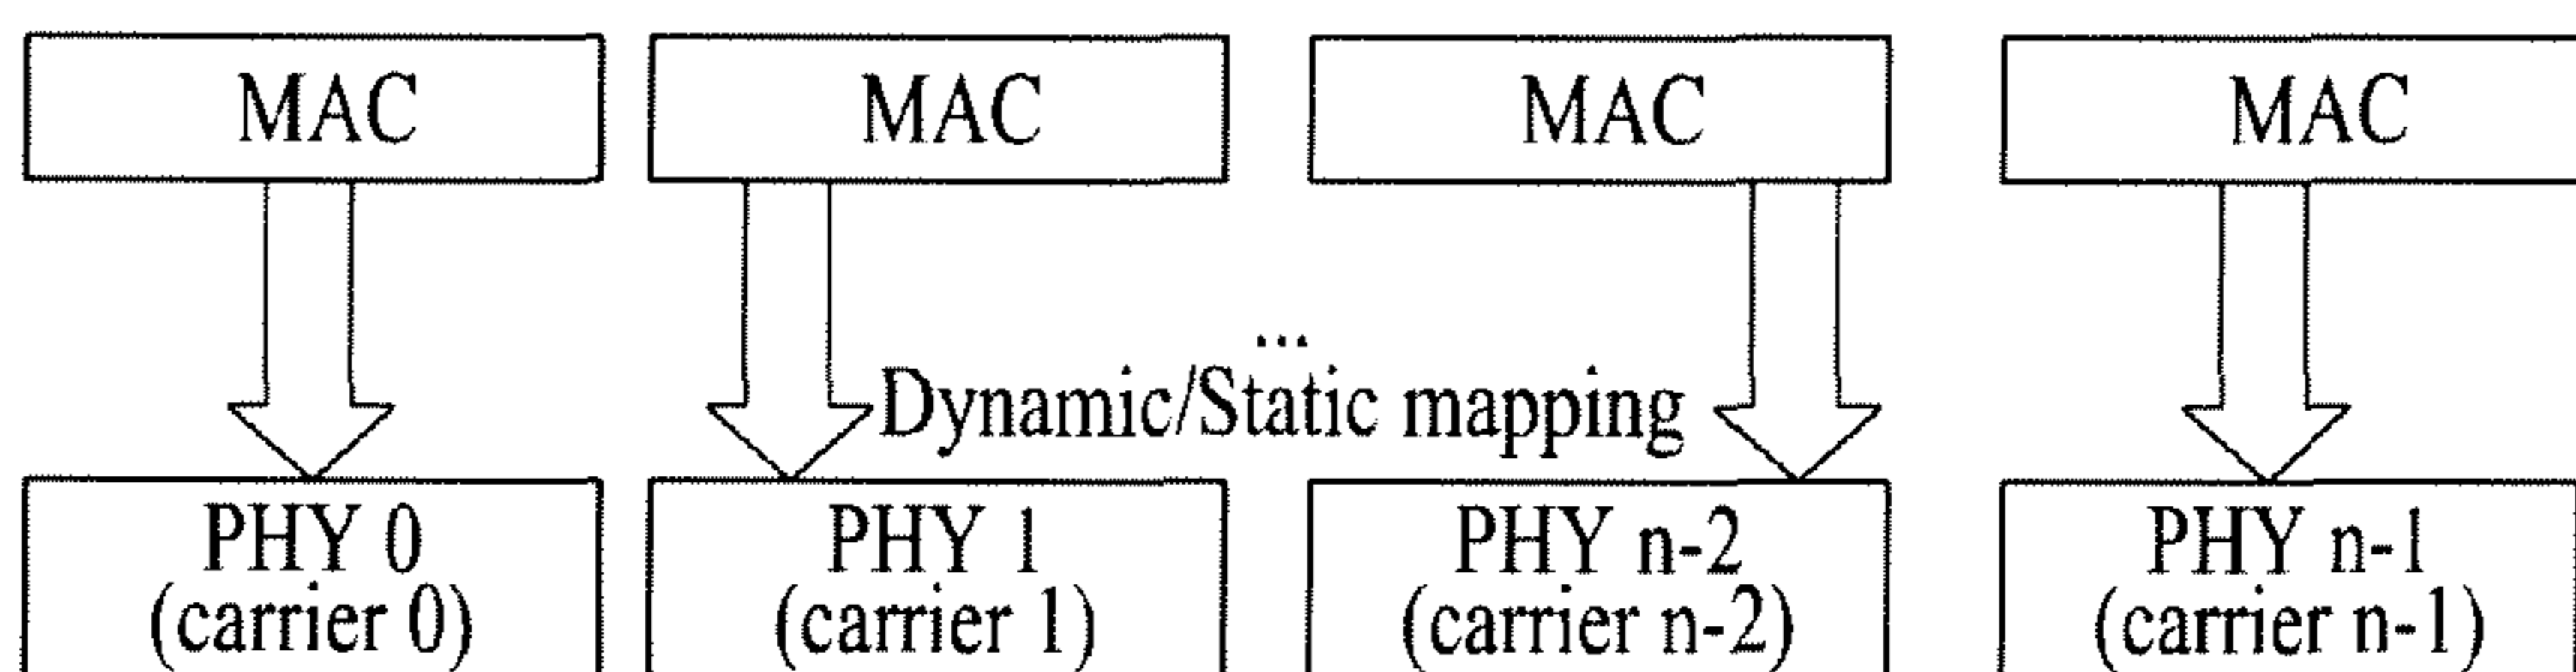 MAC MAC MAC MAC
...
Dynamic/Static mapping
PHY 0 PHY 1 PHY n-2 PHY n-1
(carrier 0) (carrier 1) (carrier n-2) (carrier n-1)